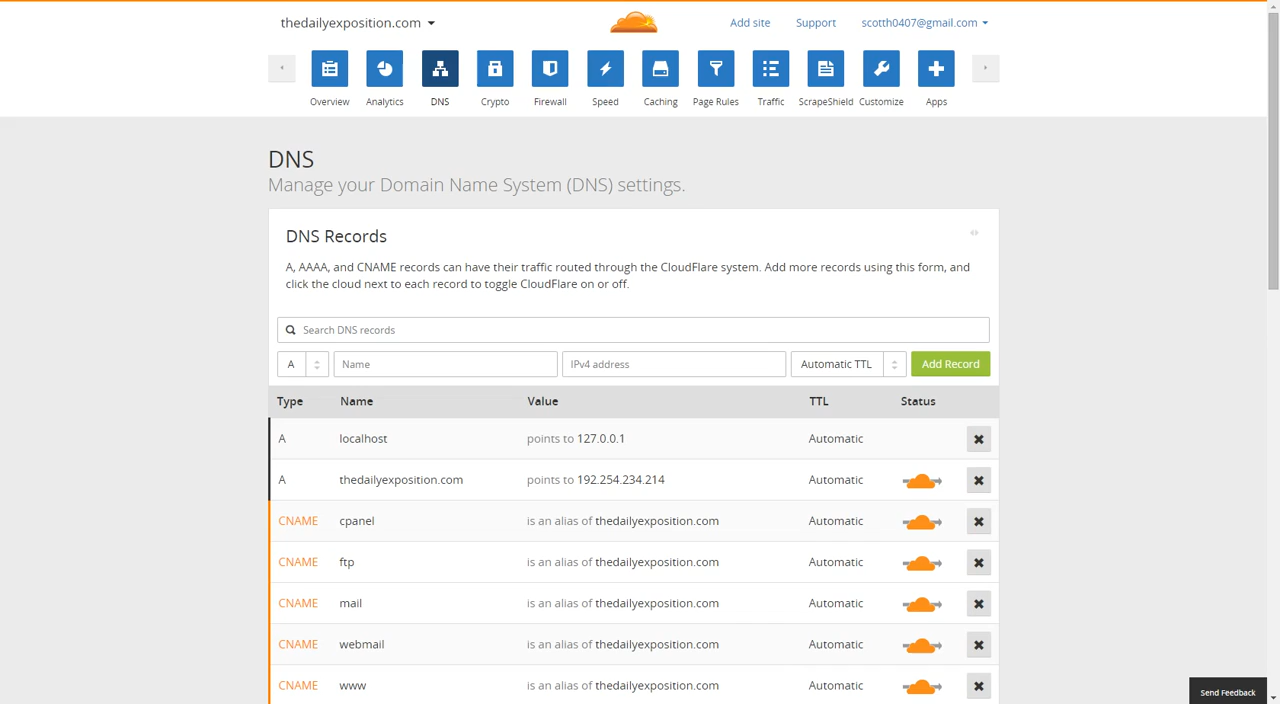 thedailyexposition.com
Add site Support scotth0407@gmail.com
Overview Analytics DNS Crypto Firewall Speed Caching Page Rules Traffic ScrapeShield Customize Apps
DNS
Manage your Domain Name System (DNS) settings.
DNS Records
A, AAAA, and CNAME records can have their traffic routed through the CloudFlare system. Add more records using this form, and
click the cloud next to each record to toggle CloudFlare on or off.
Search DNS records
A Name IPv4 address Automatic TTL Add Record
Type Name Value TTL Status
A localhost points to 127.0.0.1 Automatic
A thedailyexposition.com points to 192.254.234.214 Automatic
CNAME cpanel is an alias of thedailyexposition.com Automatic
CNAME ftp is an alias of thedailyexposition.com Automatic
CNAME mail is an alias of thedailyexposition.com Automatic
CNAME webmail is an alias of thedailyexposition.com Automatic
CNAME www is an alias of thedailyexposition.com Automatic
Send Feedback